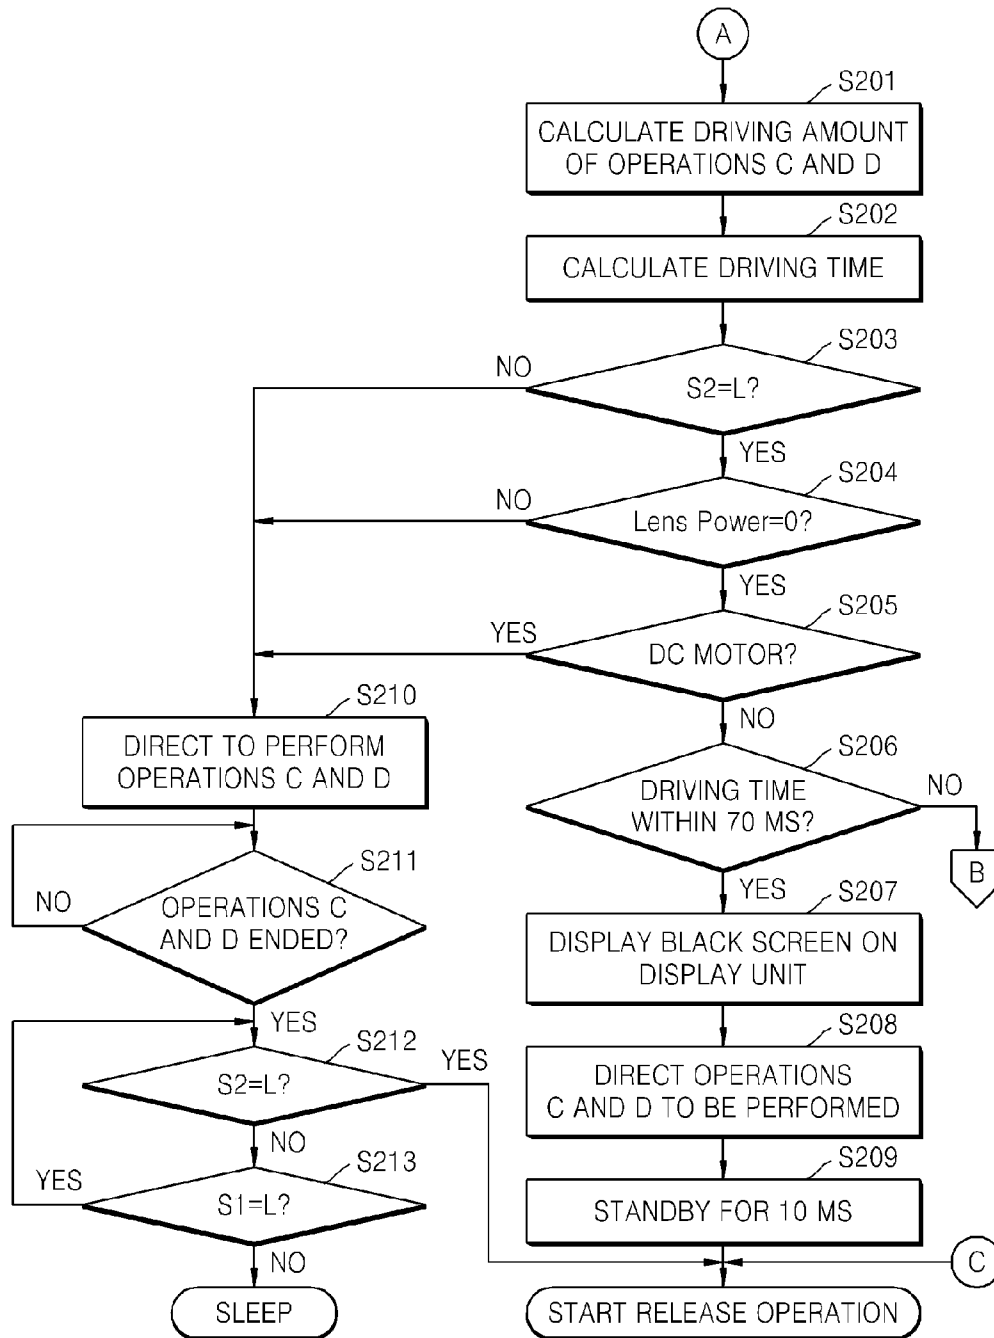 A
S201
CALCULATE DRIVING AMOUNT
OF OPERATIONS C AND D
S202
CALCULATE DRIVING TIME
S203
NO
S2=L?
YES
S204
NO
Lens Power=0?
YES
S205
YES
DC MOTOR?
NO
S210
DIRECT TO PERFORM
OPERATIONS C AND D
S206
DRIVING TIME
WITHIN 70 MS?
NO
B
YES
S211
NO
OPERATIONS C
AND D ENDED?
YES
S207
DISPLAY BLACK SCREEN ON
DISPLAY UNIT
S212
YES
S2=L?
NO
S208
DIRECT OPERATIONS
C AND D TO BE PERFORMED
S213
YES
S1=L?
NO
S209
STANDBY FOR 10 MS
C
SLEEP
START RELEASE OPERATION